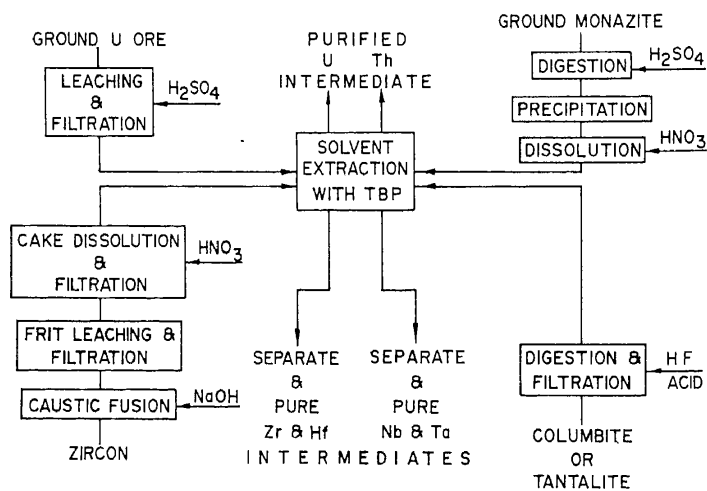 GROUND U ORE
LEACHING
&
FILTRATION
H2SO4
PURIFIED
U Th
INTERMEDIATE
GROUND MONAZITE
DIGESTION
H2SO4
PRECIPITATION
DISSOLUTION
HNO3
SOLVENT
EXTRACTION
WITH TBP
CAKE DISSOLUTION
&
FILTRATION
HNO3
FRIT LEACHING &
FILTRATION
CAUSTIC FUSION
NaOH
ZIRCON
SEPARATE
&
PURE
Zr & Hf
SEPARATE
&
PURE
Nb & Ta
INTERMEDIATES
DIGESTION &
FILTRATION
HF
ACID
COLUMBITE
OR
TANTALITE